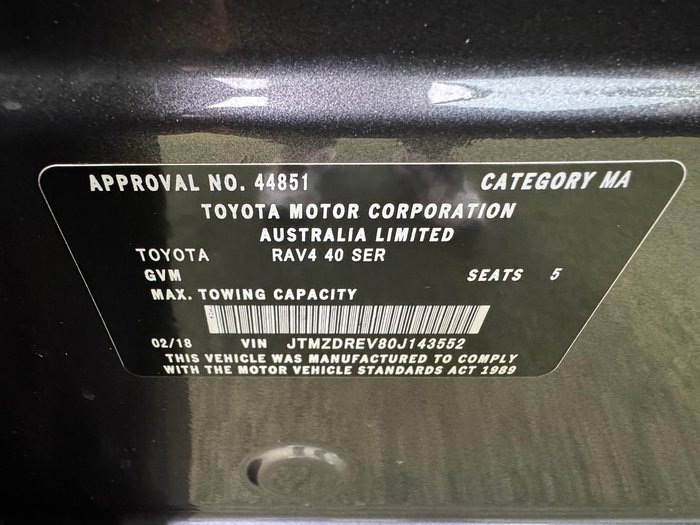 APPROVAL NO. 44851 CATEGORY MA
TOYOTA MOTOR CORPORATION
AUSTRALIA LIMITED
TOYOTA RAV4 40 SER
GVM SEATS 5
MAX. TOWING CAPACITY
02/18 VIN JTMZDREV80J143552
THIS VEHICLE WAS MANUFACTURED TO COMPLY
WITH THE MOTOR VEHICLE STANDARDS ACT 1989